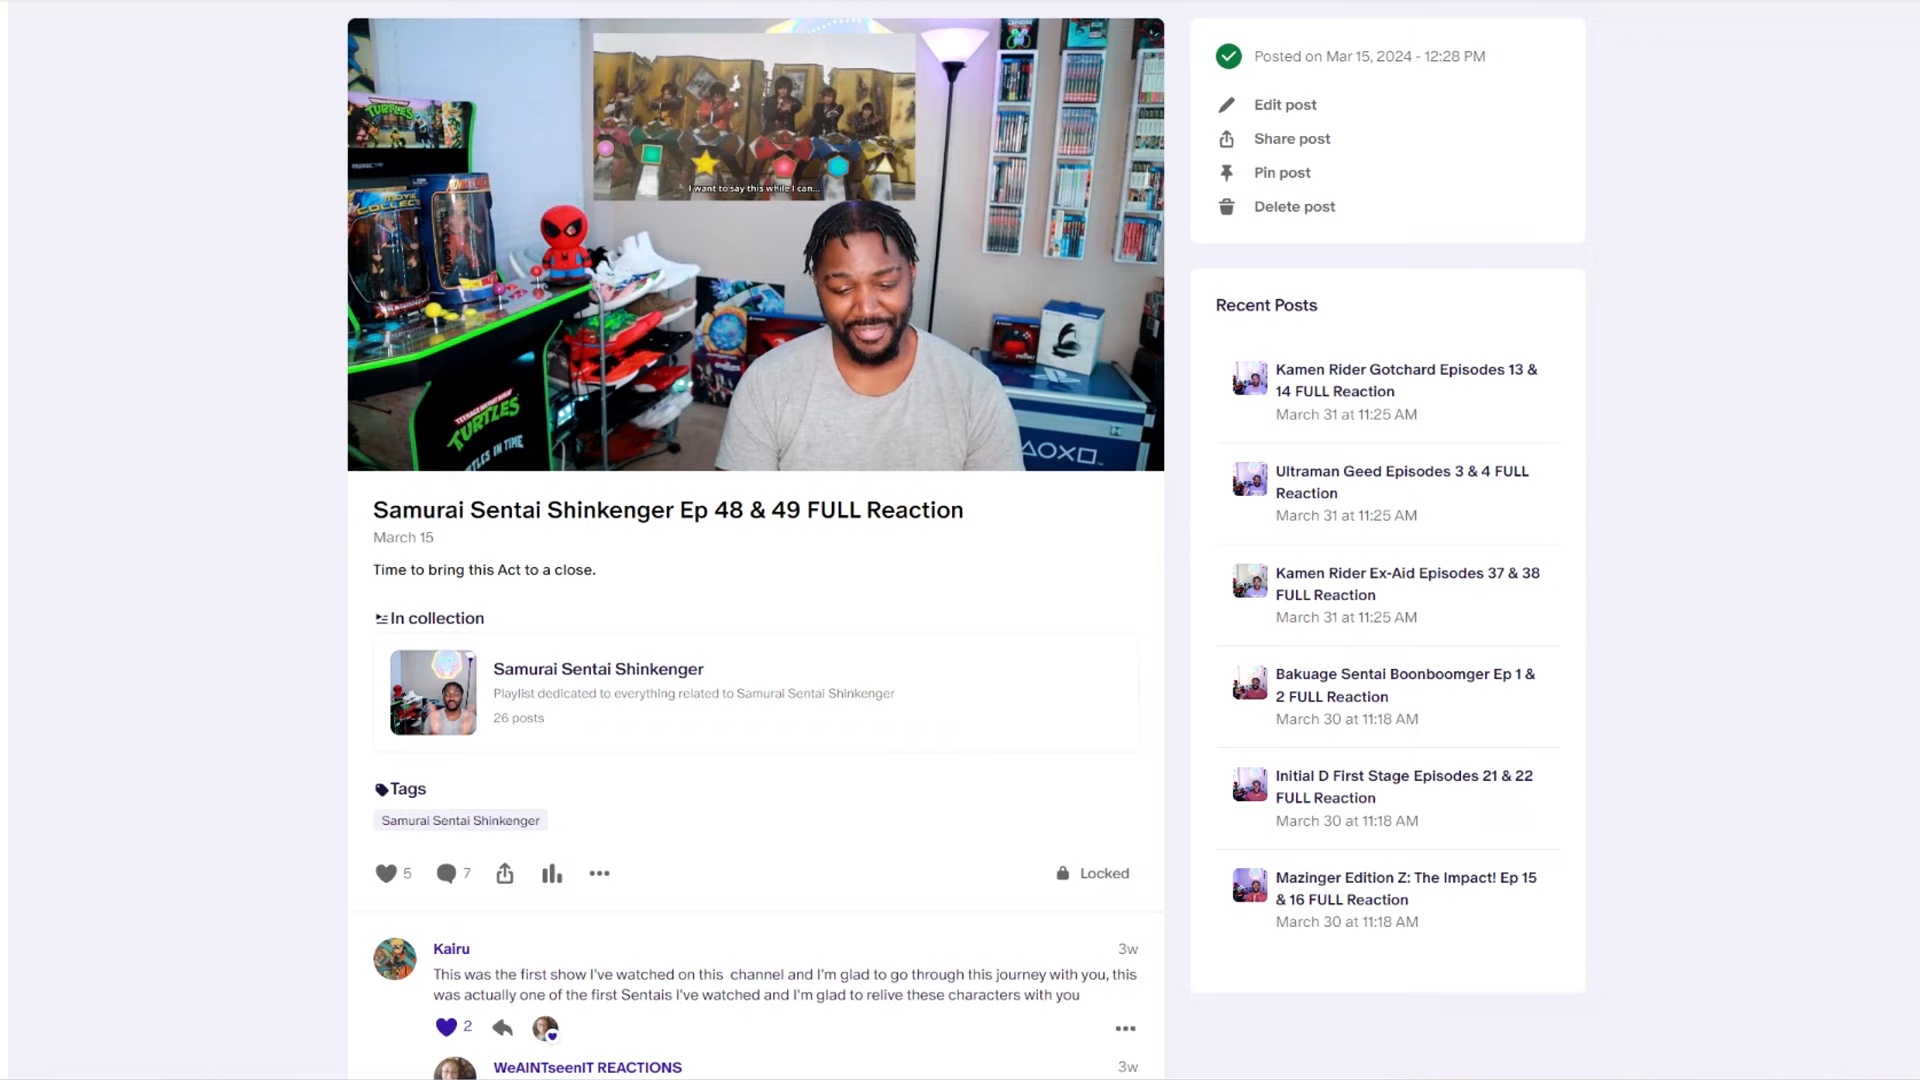 TURTLES
MOVIE
COLLEC
I want to say this while I can...
TEENAGE MUTANT NINJA
TURTLES
TLES IN TIME
Samurai Sentai Shinkenger Ep 48 & 49 FULL Reaction
March 15
Time to bring this Act to a close.
In collection
Samurai Sentai Shinkenger
Playlist dedicated to everything related to Samurai Sentai Shinkenger
26 posts
Tags
Samurai Sentai Shinkenger
5
7
Locked
Kairu
3w
This was the first show I've watched on this channel and I'm glad to go through this journey with you, this
was actually one of the first Sentais I've watched and I'm glad to relive these characters with you
2
WeAINTseenIT REACTIONS
3w
Posted on Mar 15, 2024 - 12:28 PM
Edit post
Share post
Pin post
Delete post
Recent Posts
Kamen Rider Gotchard Episodes 13 &
14 FULL Reaction
March 31 at 11:25 AM
Ultraman Geed Episodes 3 & 4 FULL
Reaction
March 31 at 11:25 AM
Kamen Rider Ex-Aid Episodes 37 & 38
FULL Reaction
March 31 at 11:25 AM
Bakuage Sentai Boonboomger Ep 1 &
2 FULL Reaction
March 30 at 11:18 AM
Initial D First Stage Episodes 21 & 22
FULL Reaction
March 30 at 11:18 AM
Mazinger Edition Z: The Impact! Ep 15
& 16 FULL Reaction
March 30 at 11:18 AM